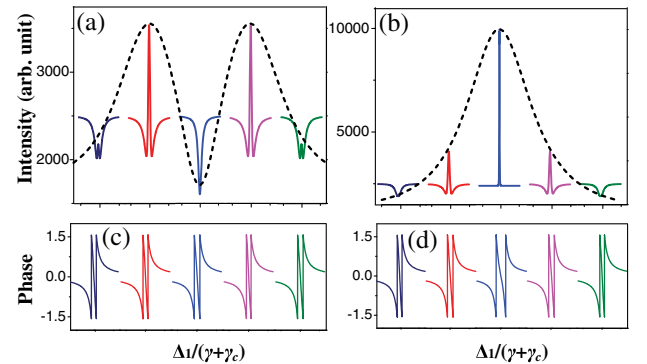 (a)
(b)
Intensity (arb. unit)
3000
2000
10000
5000
(c)
(d)
Phase
1.5
0.0
-1.5
1.5
0.0
-1.5
Δ1/(γ+γc)
Δ1/(γ+γc)